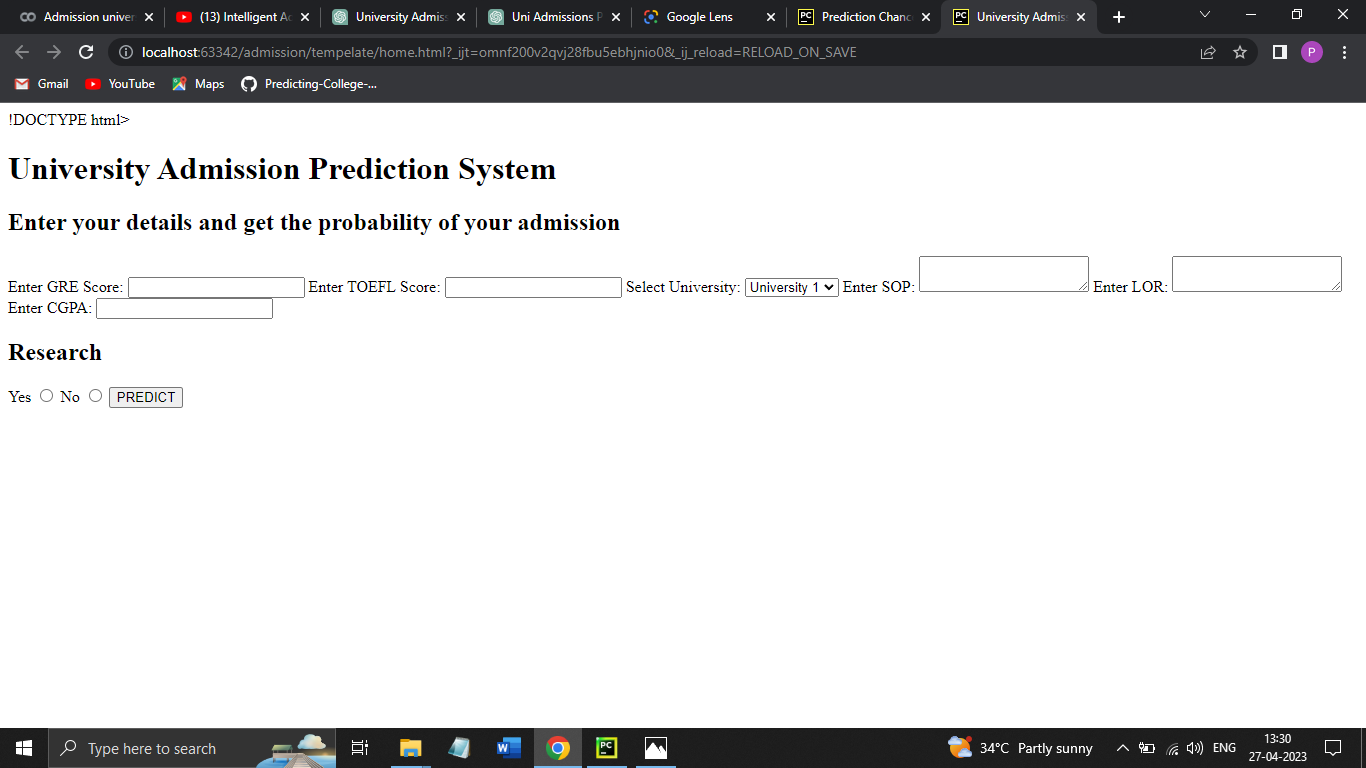 Admission univer
(13) Intelligent Ac
University Admis
Uni Admissions P
Google Lens
Prediction Chanc
University Admis
localhost:63342/admission/tempelate/home.html?_ijt=omnf200v2qvj28fbu5ebhjnio0&_ij_reload=RELOAD_ON_SAVE
P
Gmail YouTube Maps Predicting-College-...
!DOCTYPE html>
University Admission Prediction System
Enter your details and get the probability of your admission
Enter GRE Score: Enter TOEFL Score: Select University: University 1 Enter SOP: Enter LOR:
Enter CGPA:
Research
Yes No PREDICT
Type here to search
34°C Partly sunny
ENG
13:30
27-04-2023